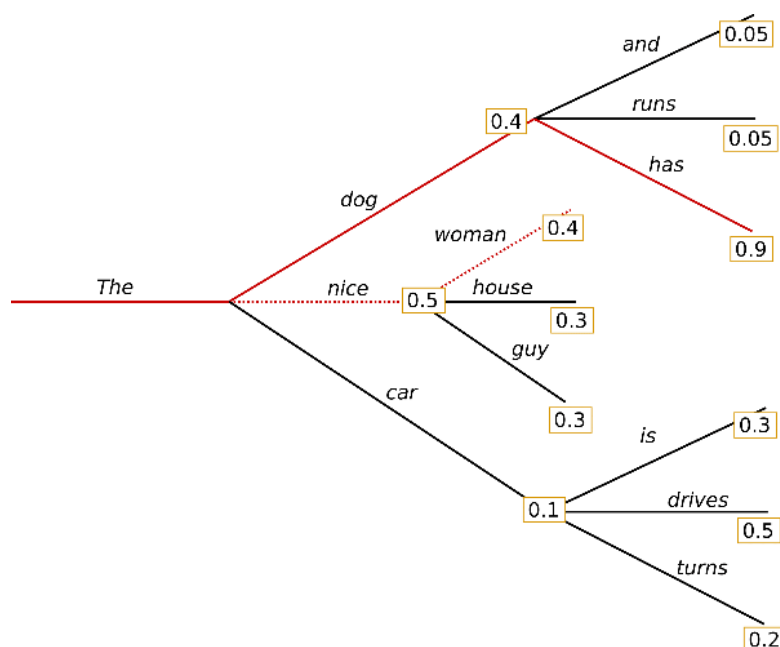 and
0.05
runs
0.05
0.4
has
0.9
dog
woman
0.4
The
nice
0.5
house
0.3
guy
0.3
car
is
0.3
0.1
drives
0.5
turns
0.2